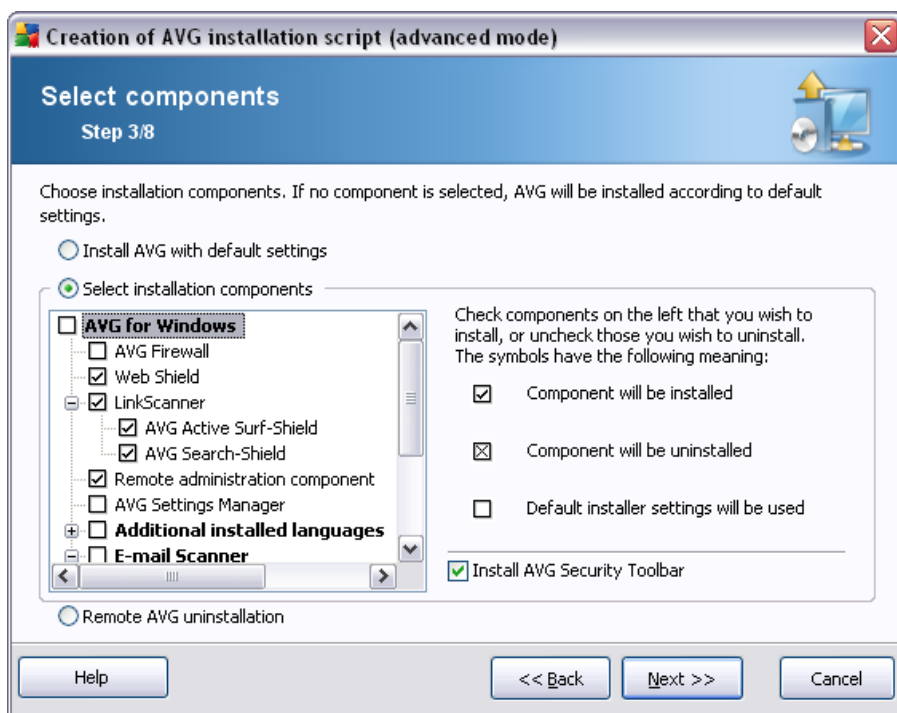 Creation of AVG installation script (advanced mode)
Select components
Step 3/8
Choose installation components. If no component is selected, AVG will be installed according to default
settings.
Install AVG with default settings
Select installation components
AVG for Windows
AVG Firewall
Web Shield
LinkScanner
AVG Active Surf-Shield
AVG Search-Shield
Remote administration component
AVG Settings Manager
Additional installed languages
E-mail Scanner
Check components on the left that you wish to
install, or uncheck those you wish to uninstall.
The symbols have the following meaning:
Component will be installed
Component will be uninstalled
Default installer settings will be used
Install AVG Security Toolbar
Remote AVG uninstallation
Help
<< Back
Next >>
Cancel